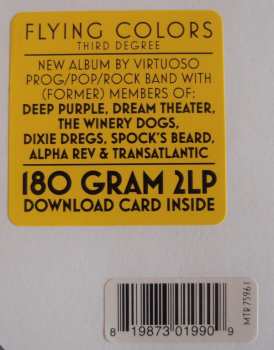 FLYING COLORS
THIRD DEGREE
NEW ALBUM BY VIRTUOSO
PROG/POP/ROCK BAND WITH
(FORMER) MEMBERS OF:
DEEP PURPLE, DREAM THEATER,
THE WINERY DOGS,
DIXIE DREGS, SPOCK'S BEARD,
ALPHA REV & TRANSATLANTIC
180 GRAM 2LP
DOWNLOAD CARD INSIDE
MTR75961
8 19873 01990 9